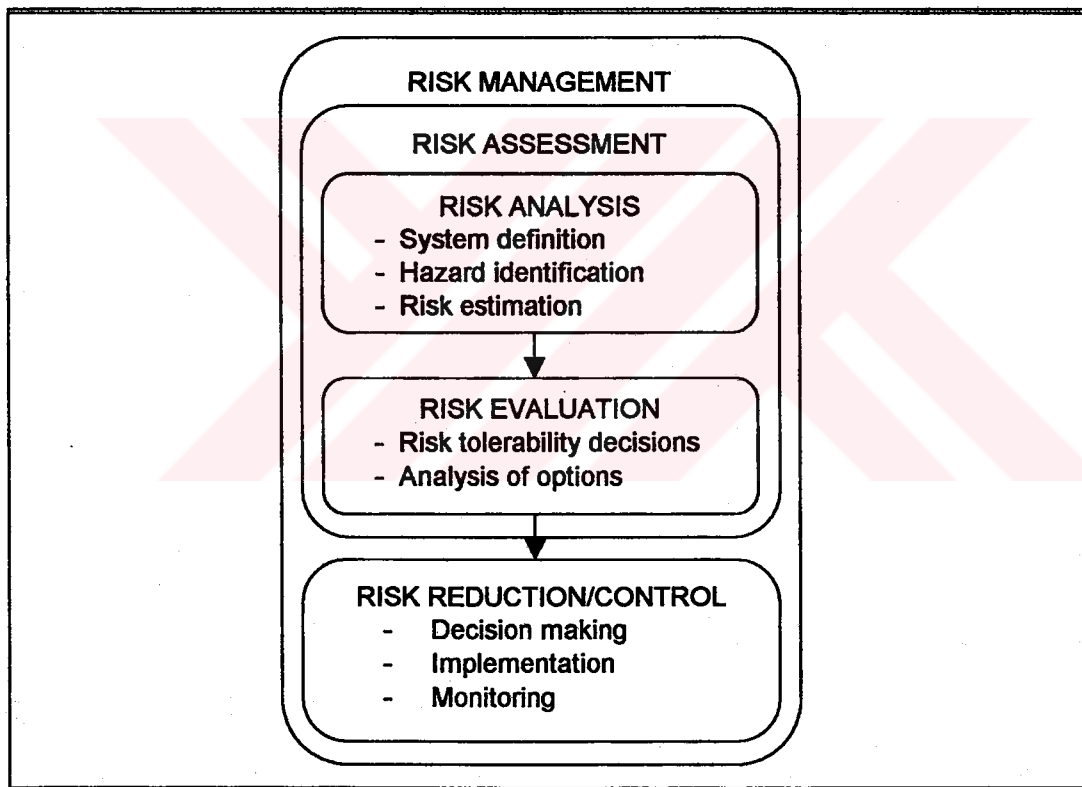 RISK MANAGEMENT
RISK ASSESSMENT
RISK ANALYSIS
- System definition
- Hazard identification
- Risk estimation
RISK EVALUATION
- Risk tolerability decisions
- Analysis of options
RISK REDUCTION/CONTROL
- Decision making
- Implementation
- Monitoring